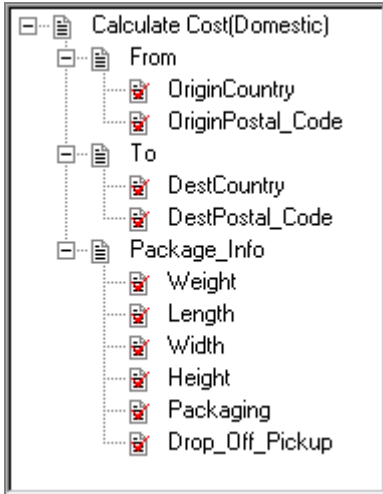 Calculate Cost(Domestic)
From
OriginCountry
OriginPostal_Code
To
DestCountry
DestPostal_Code
Package_Info
Weight
Length
Width
Height
Packaging
Drop_Off_Pickup